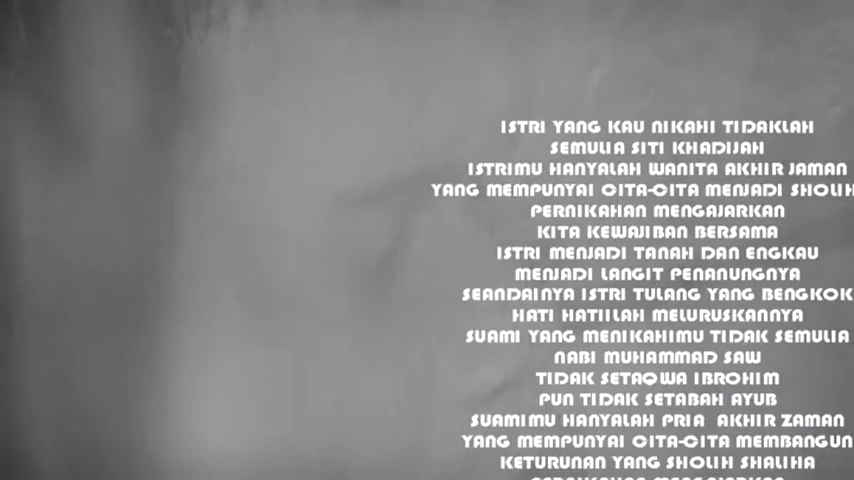 ISTRI YANG KAU NIKAHI TIDAKLAH
SEMULIA SITI KHADIJAH
ISTRIMU HANYALAH WANITA AKHIR JAMAN
YANG MEMPUNYAI CITA-CITA MENJADI SHOLIH
PERNIKAHAN MENGAJARKAN
KITA KEWAJIBAN BERSAMA
ISTRI MENJADI TANAH DAN ENGKAU
MENJADI LANGIT PENANUNGNYA
SEANDAINYA ISTRI TULANG YANG BENGKOK
HATI HATIILAH MELURUSKANNYA
SUAMI YANG MENIKAHIMU TIDAK SEMULIA
NABI MUHAMMAD SAW
TIDAK SETAQWA IBROHIM
PUN TIDAK SETABAH AYUB
SUAMIMU HANYALAH PRIA AKHIR ZAMAN
YANG MEMPUNYAI CITA-CITA MEMBANGUN
KETURUNAN YANG SHOLIH SHALIHA